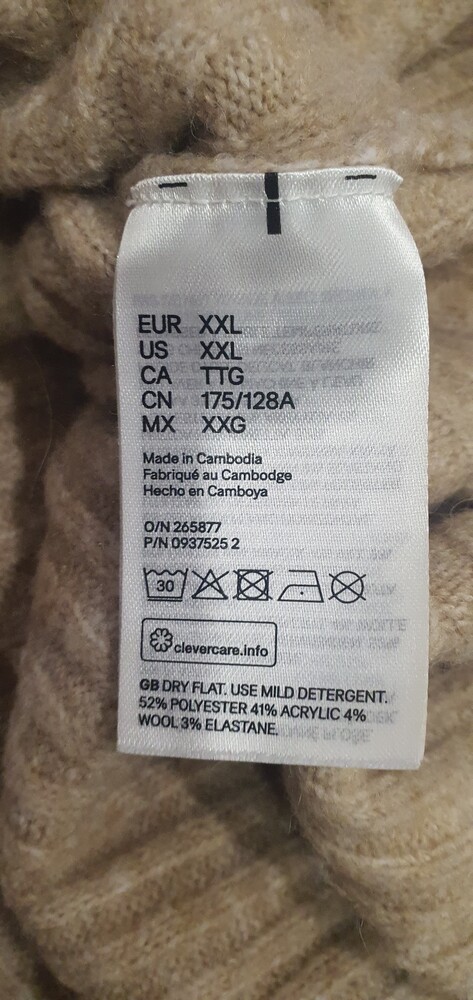 EUR XXL
US XXL
CA TTG
CN 175/128A
MX XXG
Made in Cambodia
Fabriqué au Cambodge
Hecho en Camboya
O/N 265877
P/N 0937525 2
30
clevercare.info
GB DRY FLAT. USE MILD DETERGENT.
52% POLYESTER 41% ACRYLIC 4%
WOOL 3% ELASTANE.